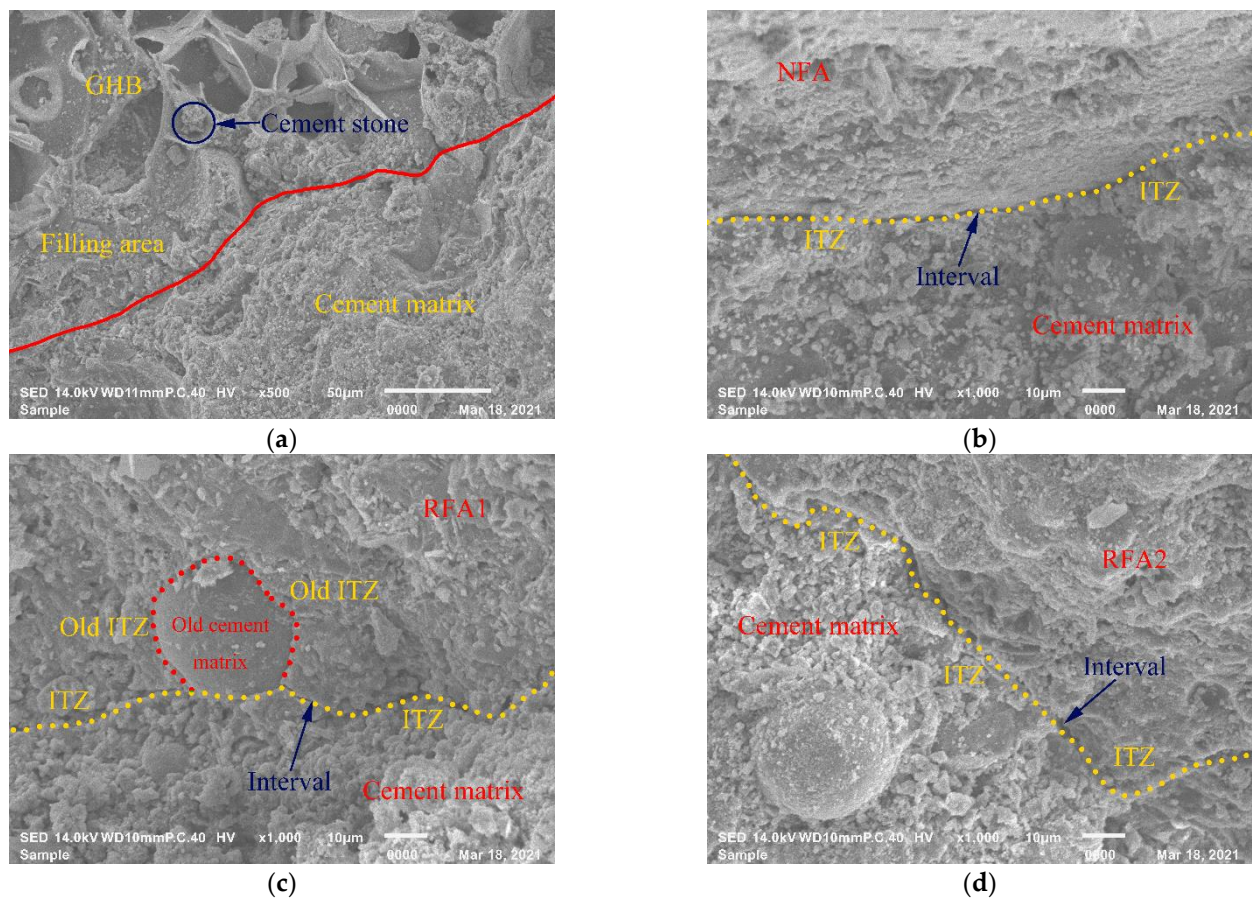 GHB
Cement stone
Filling area
Cement matrix
SED 14.0kV WD11mmP.C.40 HV x500 50µm
0000
Sample
Mar 18, 2021
(a)
NFA
ITZ
ITZ
Interval
Cement matrix
SED 14.0kV WD10mmP.C.40 HV x1,000 10µm
0000
Sample
Mar 18, 2021
(b)
RFA1
Old ITZ
Old ITZ
Old cement
matrix
ITZ
ITZ
Interval
Cement matrix
SED 14.0kV WD10mmP.C.40 HV x1,000 10µm
0000
Sample
Mar 18, 2021
(c)
ITZ
RFA2
Cement matrix
Interval
ITZ
ITZ
SED 14.0kV WD10mmP.C.40 HV x1,000 10µm
0000
Sample
Mar 18, 2021
(d)